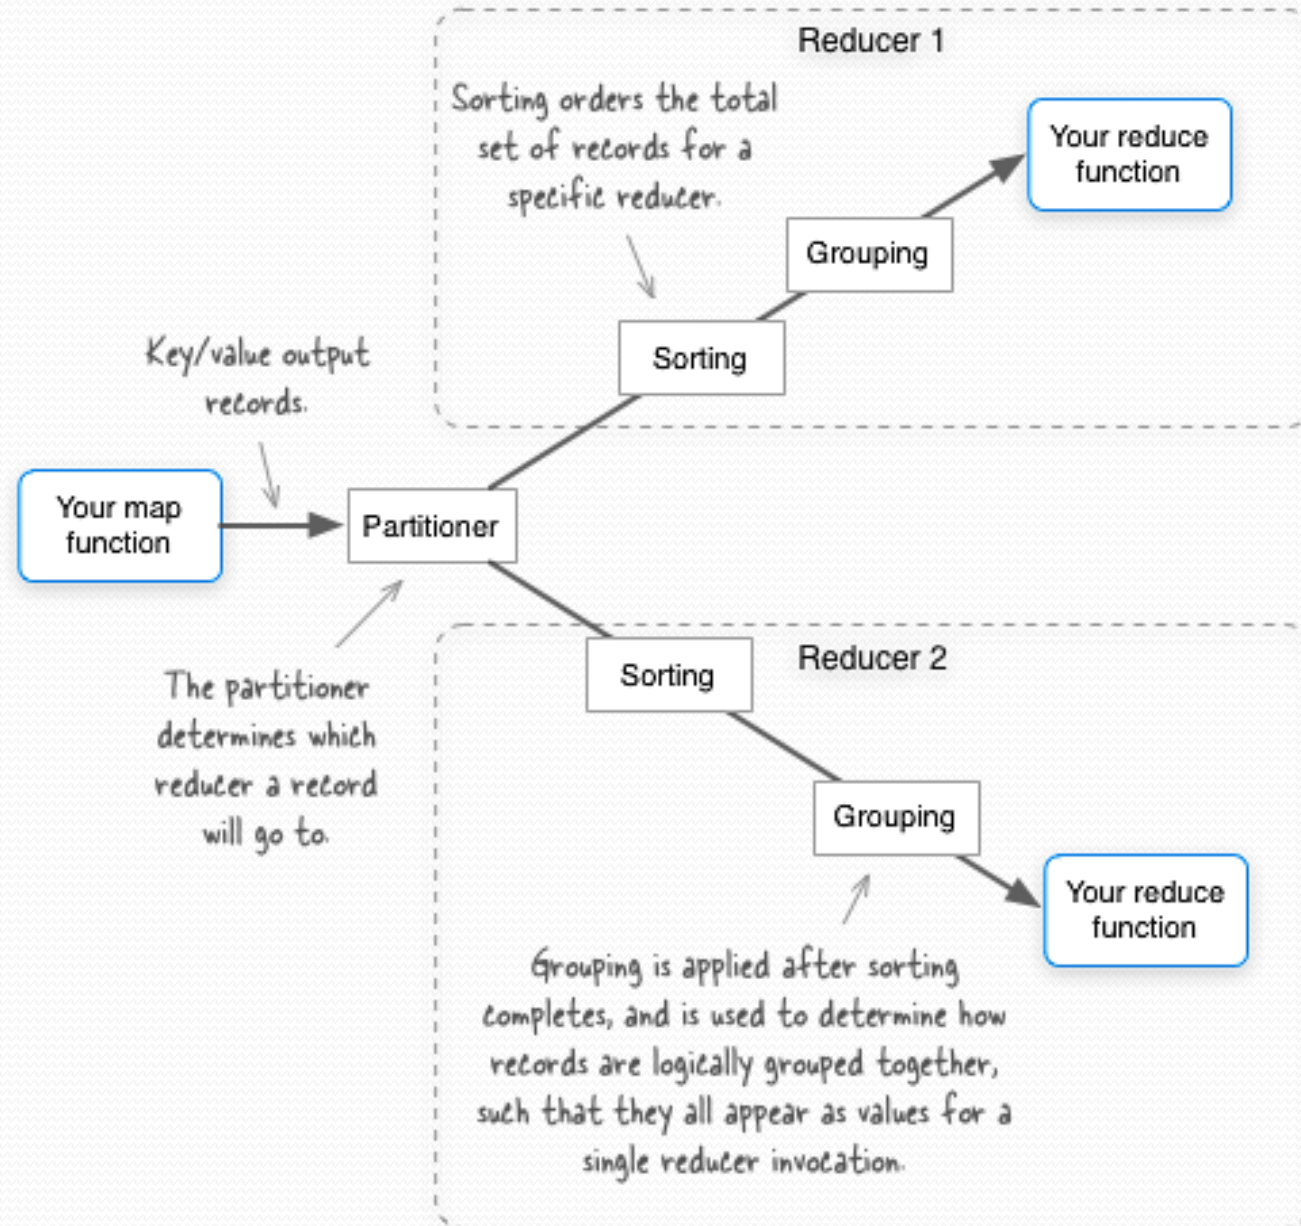 Reducer 1
Sorting orders the total
set of records for a
specific reducer.
Your reduce
function
Grouping
Sorting
Key/value output
records.
Your map
function
Partitioner
The partitioner
determines which
reducer a record
will go to.
Reducer 2
Sorting
Grouping
Your reduce
function
Grouping is applied after sorting
completes, and is used to determine how
records are logically grouped together,
such that they all appear as values for a
single reducer invocation.